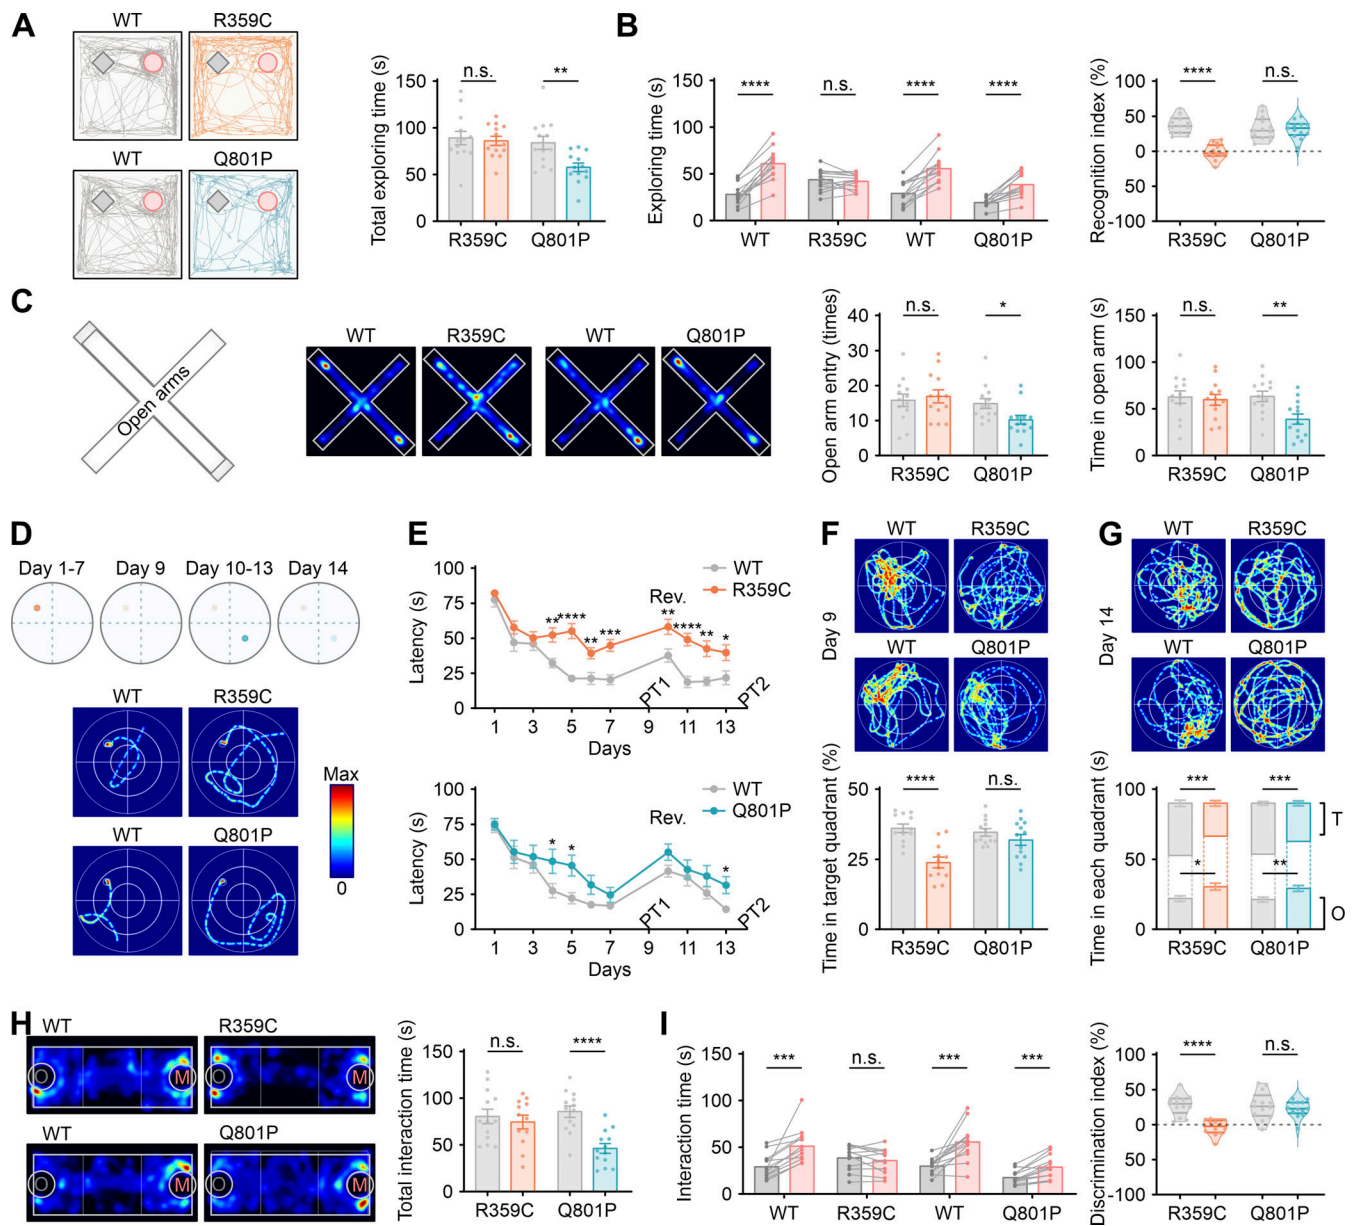 A
WT
R359C
WT
Q801P
Total exploring time (s)
150
100
50
0
n.s.
**
R359C
Q801P
B
Exploring time (s)
150
100
50
0
****
n.s.
****
****
WT
R359C
WT
Q801P
Recognition index (%)
100
50
0
50
-100
****
n.s.
R359C
Q801P
C
Open arms
WT
R359C
WT
Q801P
Open arm entry (times)
40
30
20
10
0
n.s.
*
R359C
Q801P
Time in open arm (s)
150
100
50
0
n.s.
**
R359C
Q801P
D
Day 1-7
Day 9
Day 10-13
Day 14
WT
R359C
WT
Q801P
Max
0
E
Latency (s)
100
75
50
25
0
WT
R359C
Rev.
**
****
**
***
**
****
**
*
PT1
PT2
1
3
5
7
9
11
13
Days
Latency (s)
100
75
50
25
0
WT
Q801P
Rev.
*
*
*
PT1
PT2
1
3
5
7
9
11
13
Days
F
Day 9
WT
R359C
WT
Q801P
Time in target quadrant (%)
50
25
0
****
n.s.
R359C
Q801P
G
Day 14
WT
R359C
WT
Q801P
Time in each quadrant (s)
100
50
0
***
***
*
**
T
O
R359C
Q801P
H
WT
R359C
O
M
O
M
WT
Q801P
O
M
O
M
Total interaction time (s)
150
100
50
0
n.s.
****
R359C
Q801P
I
Interaction time (s)
150
100
50
0
***
n.s.
***
***
WT
R359C
WT
Q801P
Discrimination index (%)
100
50
0
50
-100
****
n.s.
R359C
Q801P